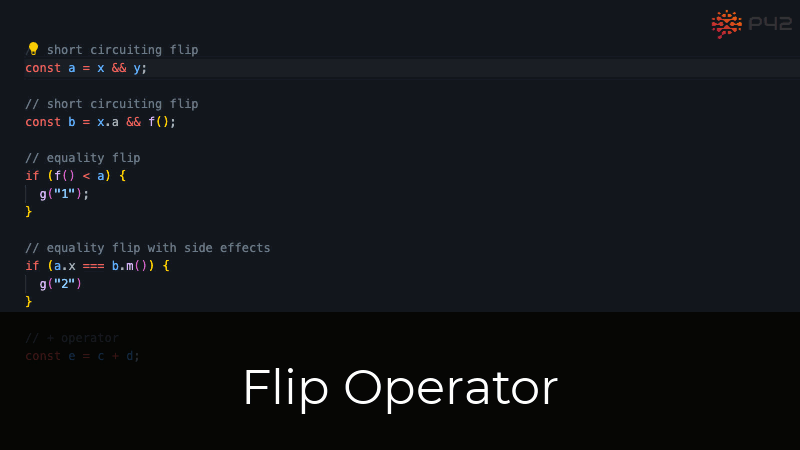 P42
// short circuiting flip
const a = x && y;
// short circuiting flip
const b = x.a && f();
// equality flip
if (f() < a) {
g("1");
}
// equality flip with side effects
if (a.x === b.m()) {
g("2")
}
// + operator
const e = c + d;
Flip Operator